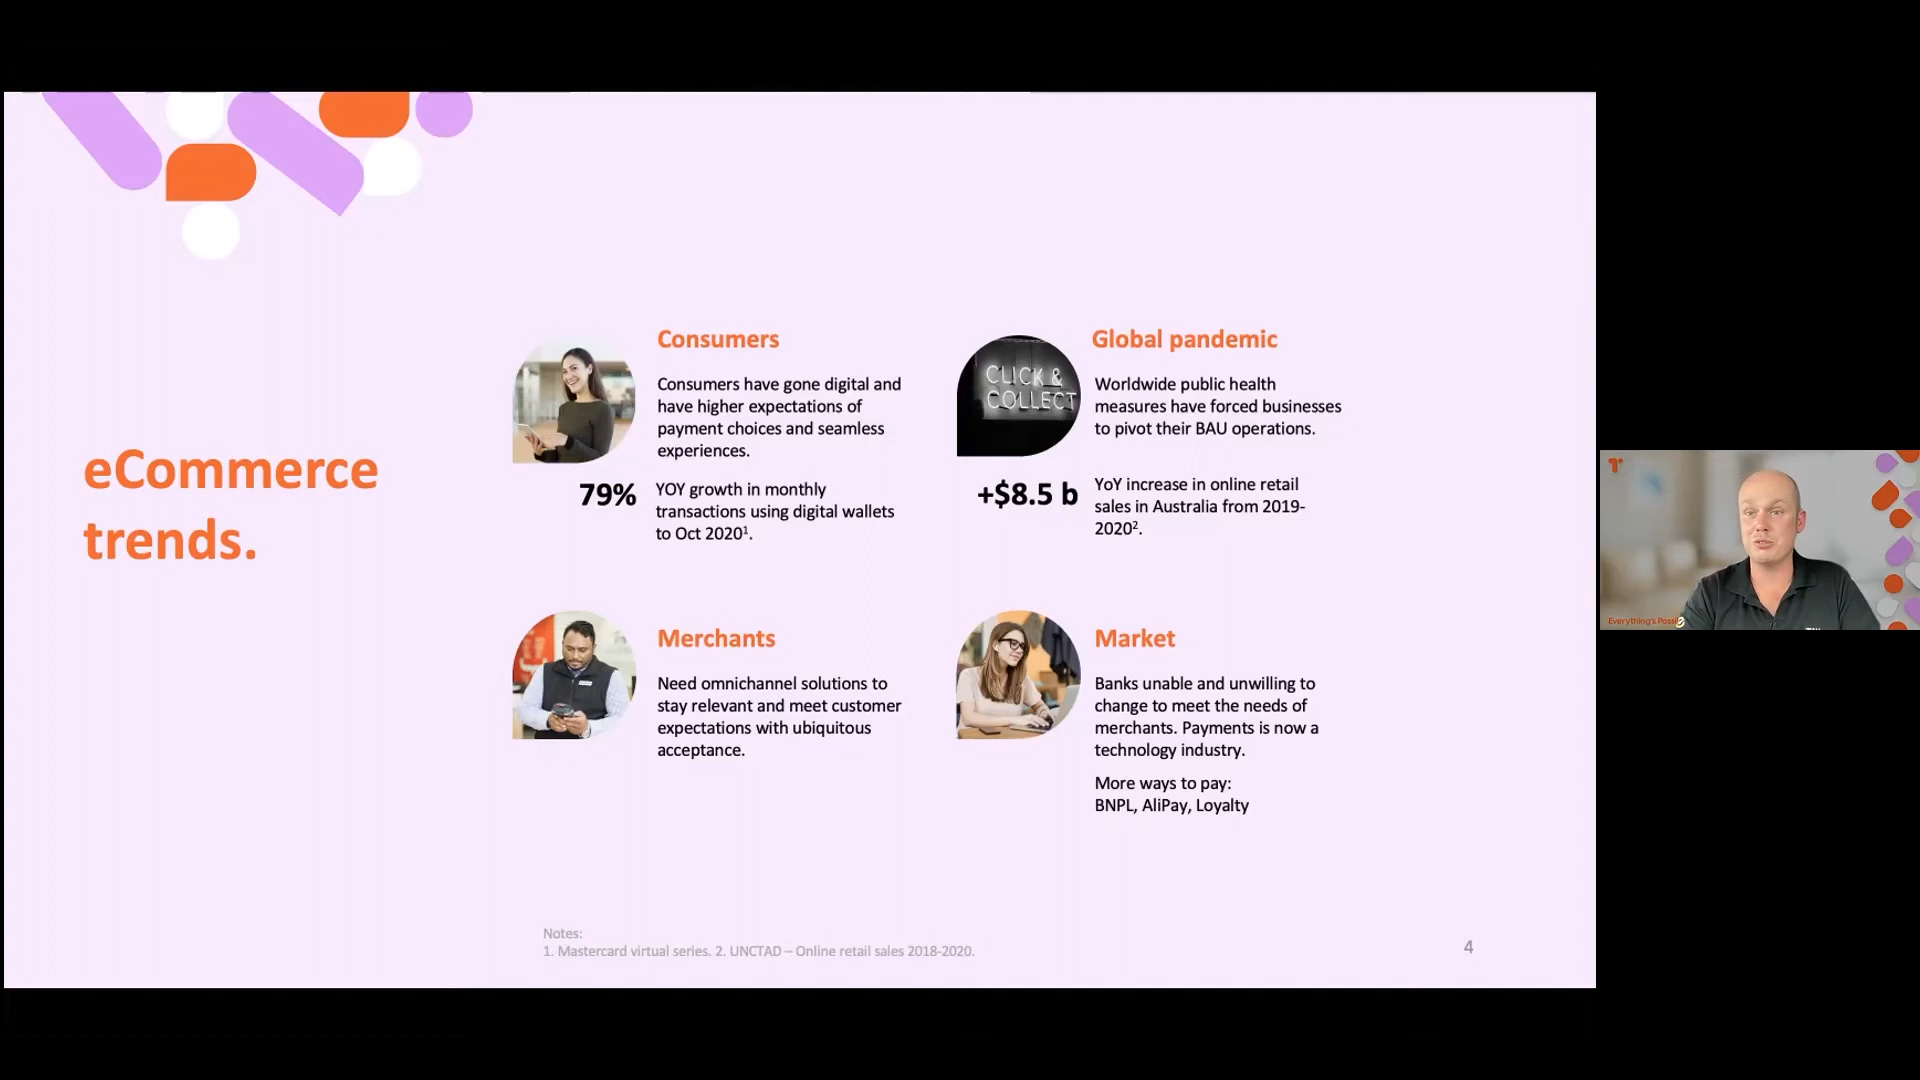 eCommerce
trends.
Consumers
Consumers have gone digital and
have higher expectations of
payment choices and seamless
experiences.
79%
YOY growth in monthly
transactions using digital wallets
to Oct 2020¹.
Global pandemic
CLICK &
COLLECT
Worldwide public health
measures have forced businesses
to pivot their BAU operations.
+$8.5 b
YoY increase in online retail
sales in Australia from 2019-
2020².
Merchants
Need omnichannel solutions to
stay relevant and meet customer
expectations with ubiquitous
acceptance.
Market
Banks unable and unwilling to
change to meet the needs of
merchants. Payments is now a
technology industry.
More ways to pay:
BNPL, AliPay, Loyalty
Notes:
1. Mastercard virtual series. 2. UNCTAD – Online retail sales 2018-2020.
4
Everything's